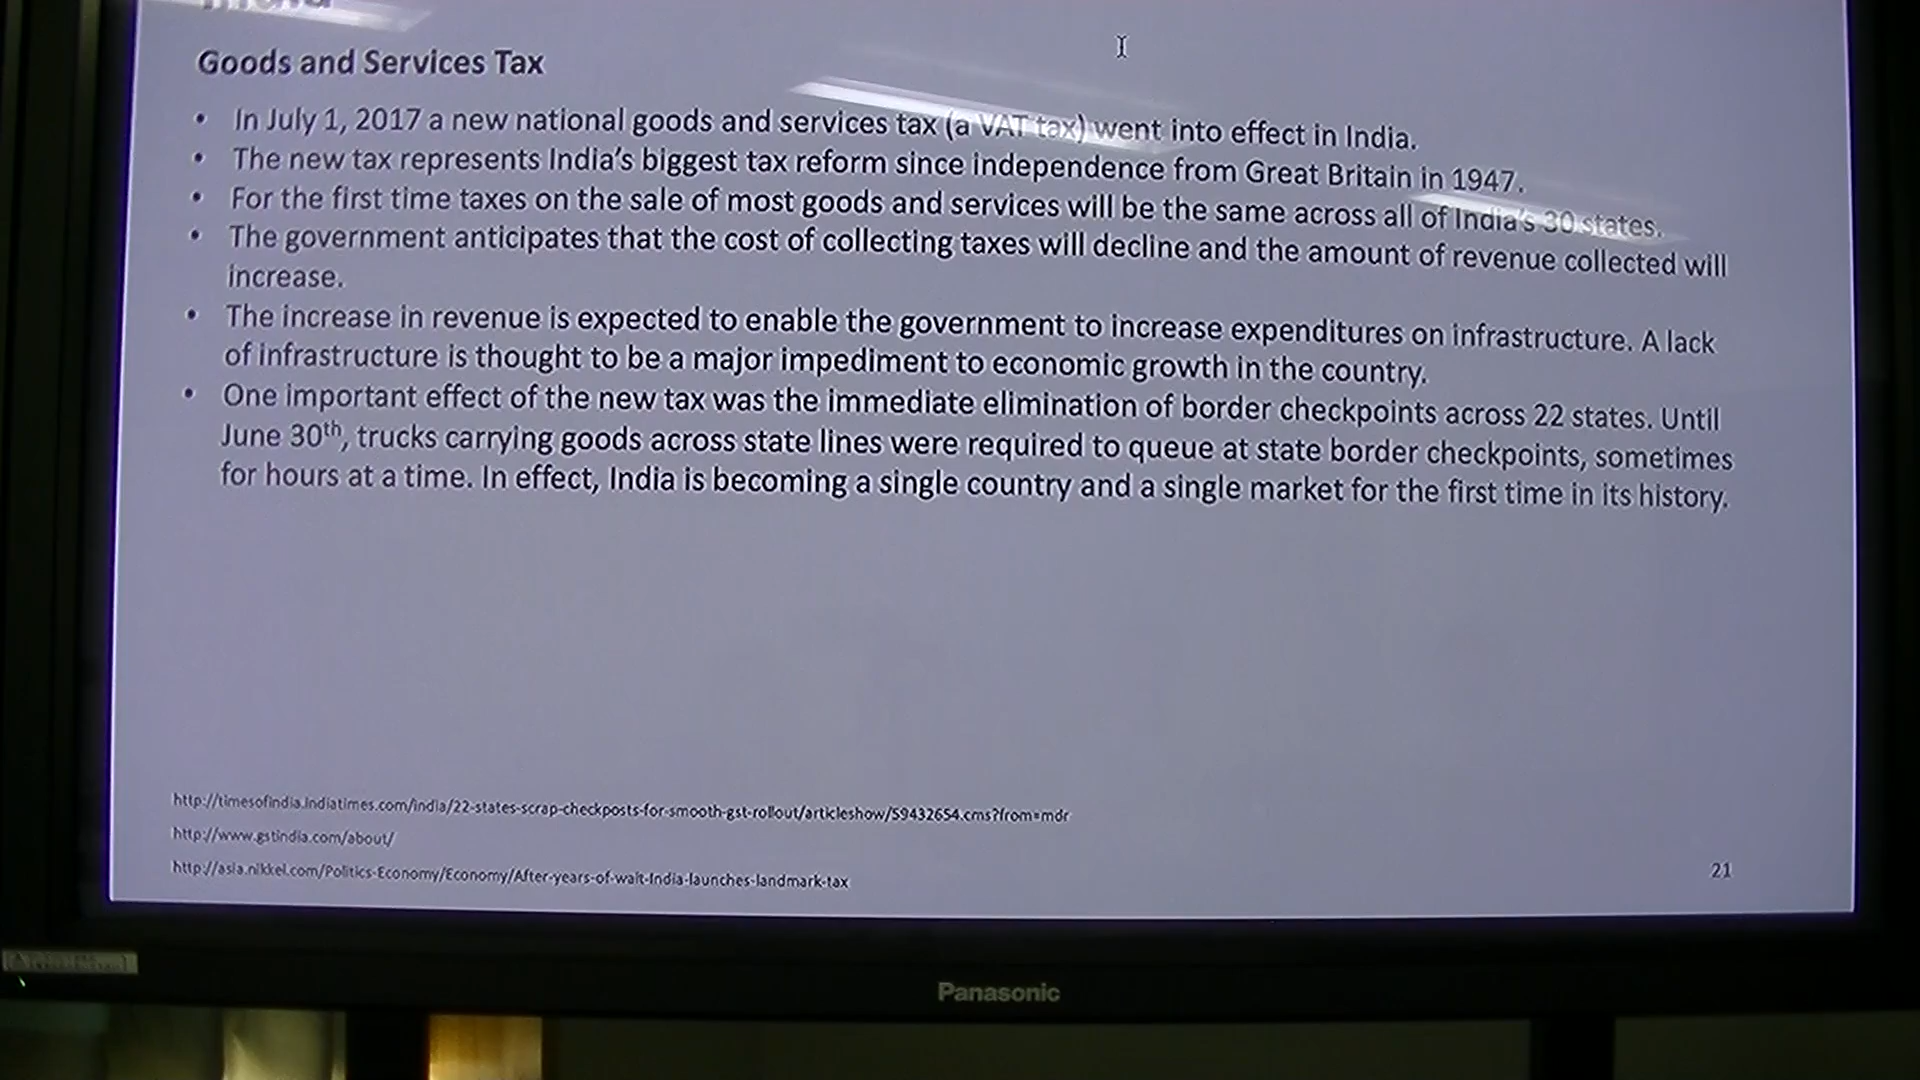 Goods and Services Tax
• In July 1, 2017 a new national goods and services tax (a VAT tax) went into effect in India.
• The new tax represents India's biggest tax reform since independence from Great Britain in 1947.
• For the first time taxes on the sale of most goods and services will be the same across all of India's 30 states.
• The government anticipates that the cost of collecting taxes will decline and the amount of revenue collected will
increase.
• The increase in revenue is expected to enable the government to increase expenditures on infrastructure. A lack
of infrastructure is thought to be a major impediment to economic growth in the country.
• One important effect of the new tax was the immediate elimination of border checkpoints across 22 states. Until
June 30th, trucks carrying goods across state lines were required to queue at state border checkpoints, sometimes
for hours at a time. In effect, India is becoming a single country and a single market for the first time in its history.
http://timesofindia.indiatimes.com/india/22-states-scrap-checkposts-for-smooth-gst-rollout/articleshow/59432654.cms?from=mdr
http://www.gstindia.com/about/
http://asia.nikkei.com/Politics-Economy/Economy/After-years-of-wait-India-launches-landmark-tax
21
Panasonic